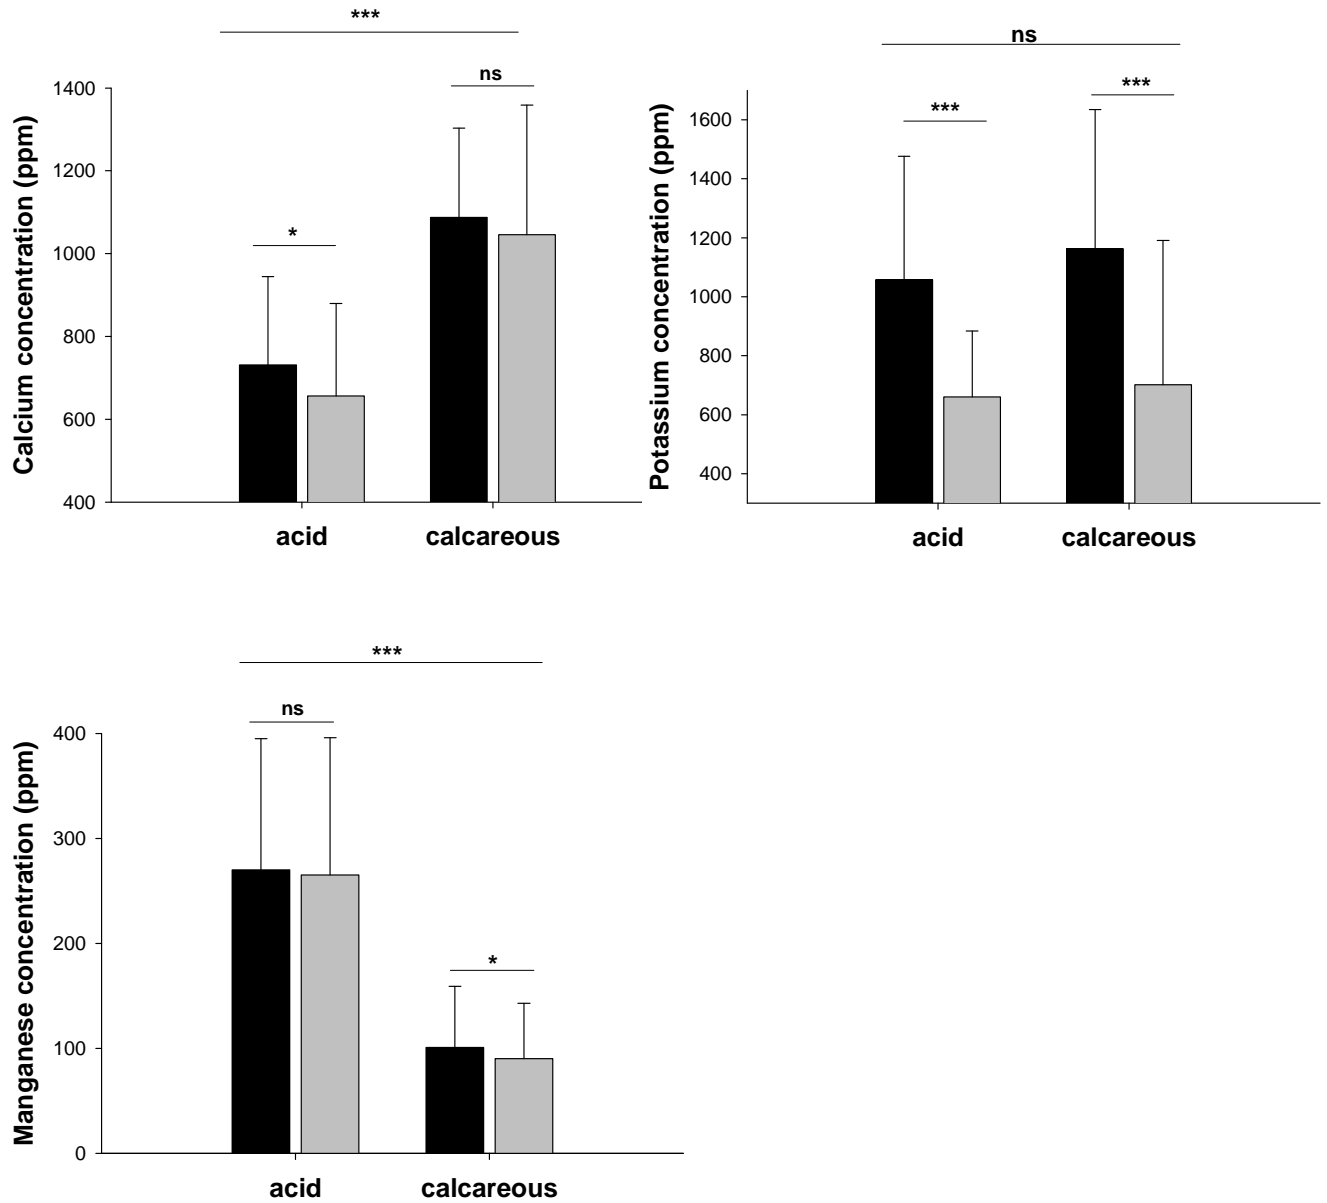 ***
ns
1400
1200
1000
800
600
400
*
Calcium concentration (ppm)
acid
calcareous
ns
***
***
1600
1400
1200
1000
800
600
400
Potassium concentration (ppm)
acid
calcareous
***
ns
400
300
200
100
0
*
Manganese concentration (ppm)
acid
calcareous